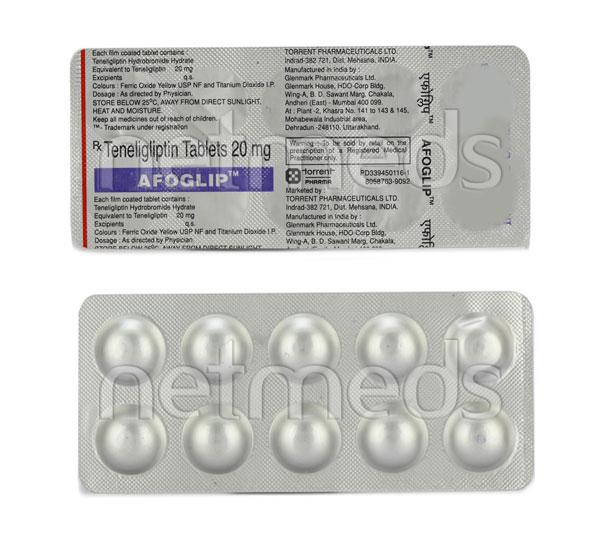 Each film coated tablet contains :
Teneligliptin Hydrobromide Hydrate
Equivalent to Teneligliptin 20 mg
Excipients q.s.
Colours : Ferric Oxide Yellow USP NF and Titanium Dioxide I.P.
Dosage : As directed by Physician.
STORE BELOW 25°C, AWAY FROM DIRECT SUNLIGHT,
HEAT AND MOISTURE.
Keep all medicines out of reach of children.
™- Trademark under registration
Rx Teneligliptin Tablets 20 mg
AFOGLIP™
Each film coated tablet contains :
Teneligliptin Hydrobromide Hydrate
Equivalent to Teneligliptin 20 mg
Excipients q.s.
Colours : Ferric Oxide Yellow USP NF and Titanium Dioxide I.P.
Dosage : As directed by Physician.
STORE BELOW 25°C, AWAY FROM DIRECT SUNLIGHT,
TORRENT PHARMACEUTICALS LTD.
Indrad-382 721, Dist. Mehsana, INDIA.
Manufactured in India by :
Glenmark Pharmaceuticals Ltd.
Glenmark House, HDO-Corp Bldg,
Wing-A, B. D. Sawant Marg, Chakala,
Andheri (East) - Mumbai 400 099.
At : Plant -2, Khasra No. 141 to 143 & 145,
Mohabewala Industrial area,
Dehradun -248110, Uttarakhand.
Warning-To be sold by retail on the
prescription of a Registered Medical
Practitioner only.
torrent
PHARMA
PD339450116-1
8058763-9092
Marketed by :
TORRENT PHARMACEUTICALS LTD.
Indrad-382 721, Dist. Mehsana, INDIA.
Manufactured in India by :
Glenmark Pharmaceuticals Ltd.
Glenmark House, HDO-Corp Bldg,
Wing-A, B. D. Sawant Marg, Chakala,
एफोग्लिप ™
AFOGLIP™
netmeds
netmeds